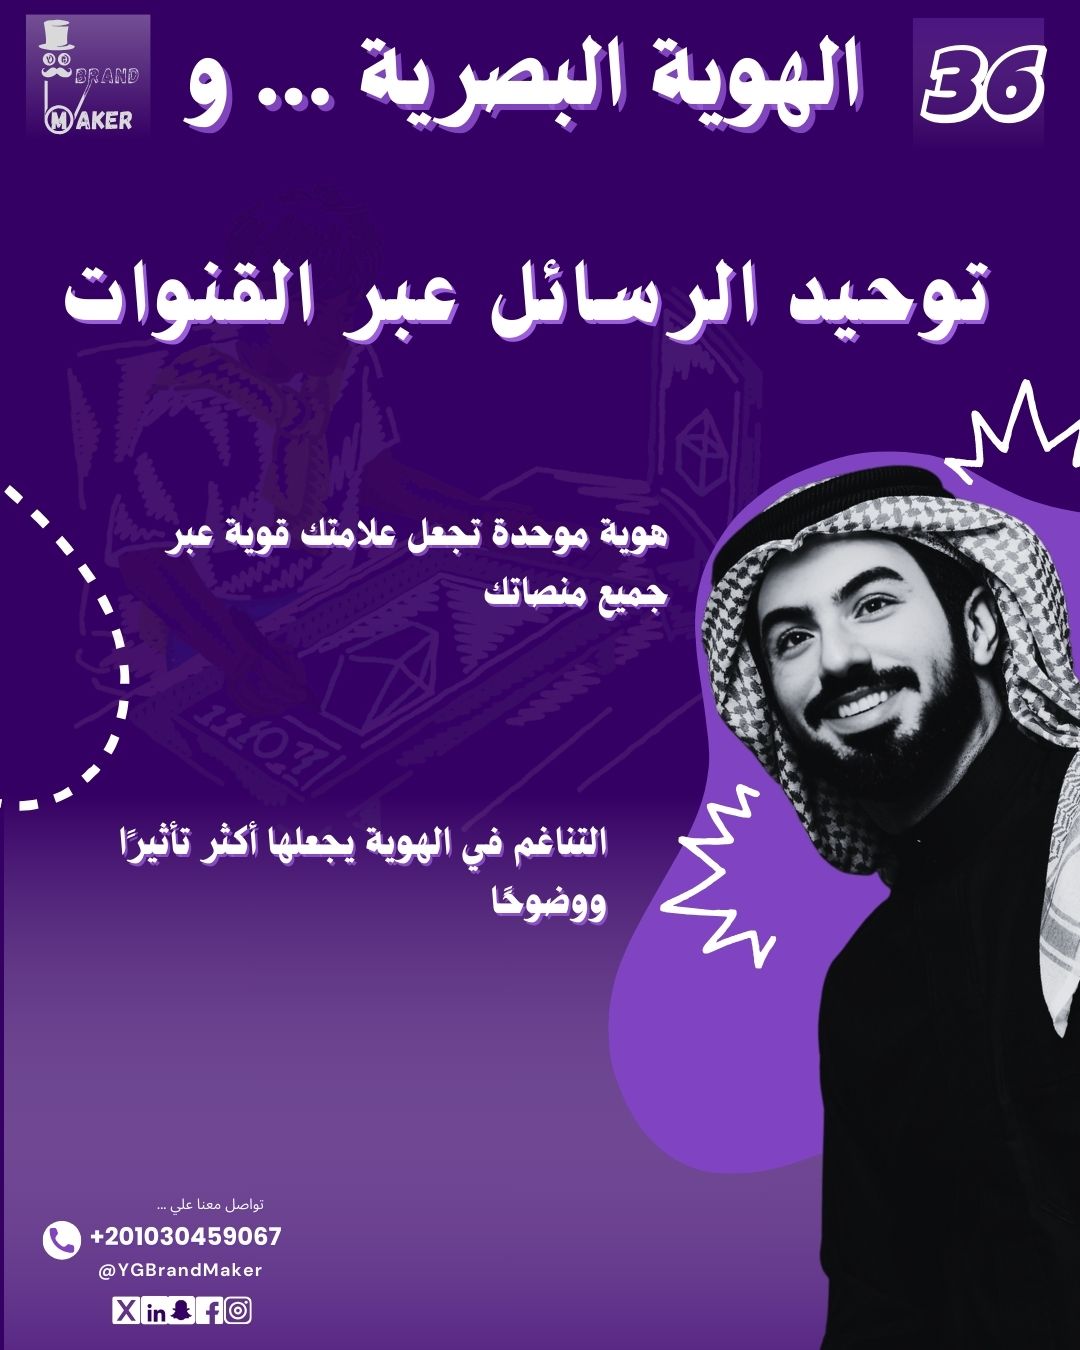 36
الهوية البصرية ... و
BRAND
MAKER
توحيد الرسائل عبر القنوات
هوية موحدة تجعل علامتك قوية عبر
جميع منصاتك
التناغم في الهوية يجعلها أكثر تأثيرًا
ووضوحًا
تواصل معنا علي ...
+201030459067
@YGBrandMaker